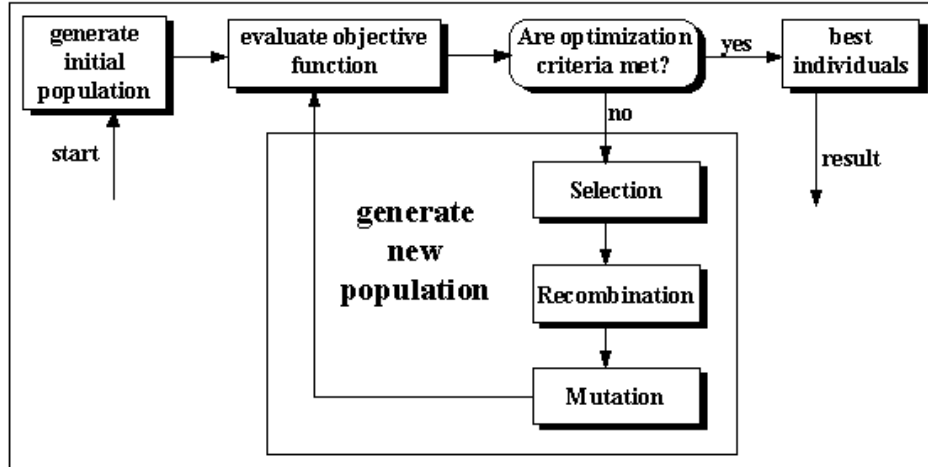 generate
initial
population
evaluate objective
function
Are optimization
criteria met?
yes
best
individuals
start
no
result
generate
new
population
Selection
Recombination
Mutation